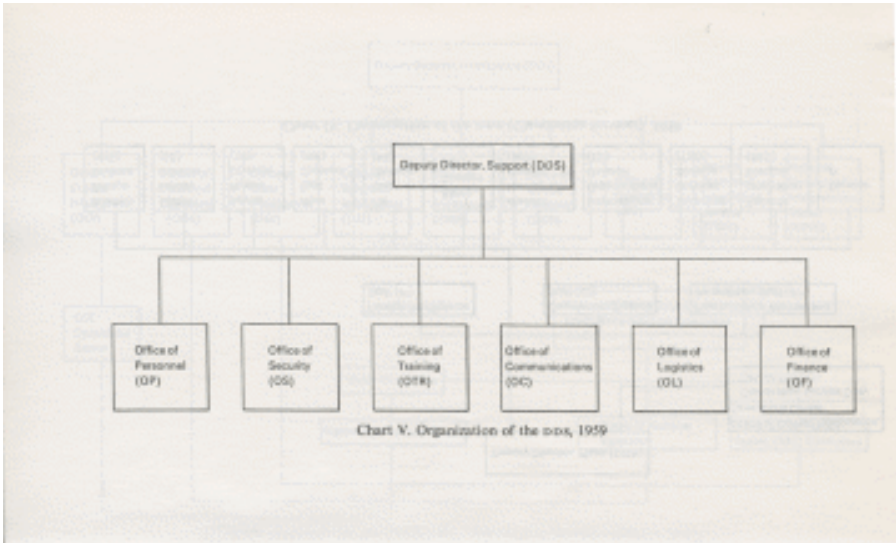 Deputy Director, Support (DDS)
Office of
Personnel
(OP)
Office of
Security
(OS)
Office of
Training
(OTR)
Office of
Communications
(OC)
Office of
Logistics
(OL)
Office of
Finance
(OF)
Chart V. Organization of the DDS, 1959